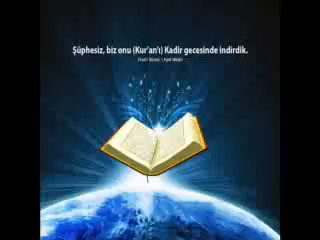 Şüphesiz, biz onu (Kur'an'ı) Kadir gecesinde indirdik.